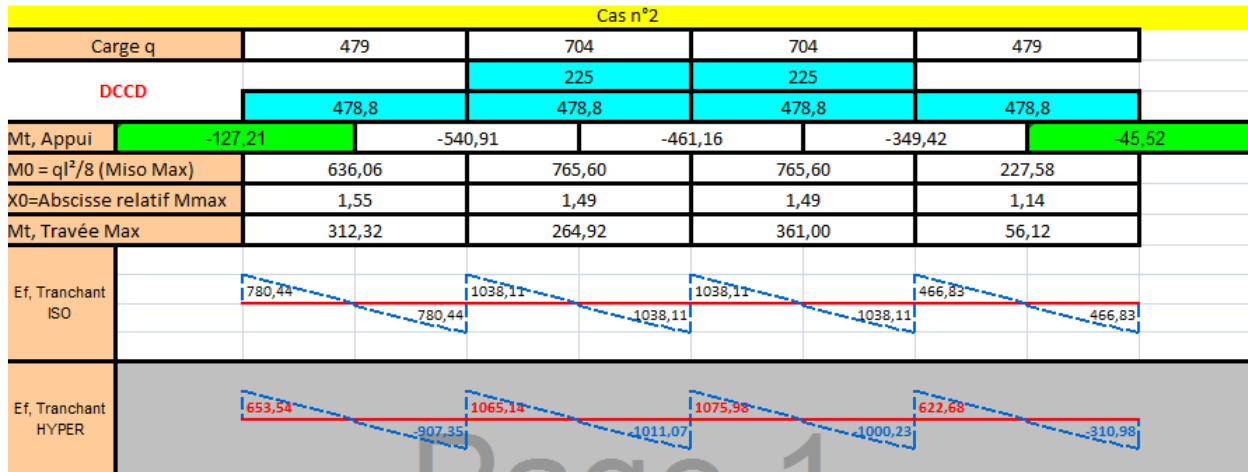 Cas n°2
Carge q 479 704 704 479
DCCD 225 225
478,8 478,8 478,8 478,8
Mt, Appui -127,21 -540,91 -461,16 -349,42 -45,52
M0 = ql²/8 (Miso Max) 636,06 765,60 765,60 227,58
X0=Abscisse relatif Mmax 1,55 1,49 1,49 1,14
Mt, Travée Max 312,32 264,92 361,00 56,12
Ef, Tranchant
ISO
780,44 1038,11 1038,11 466,83
780,44 1038,11 1038,11 466,83
Ef, Tranchant
HYPER
653,54 1065,14 1075,98 622,68
-907,35 -1011,07 -1000,23 -310,98
Page 1